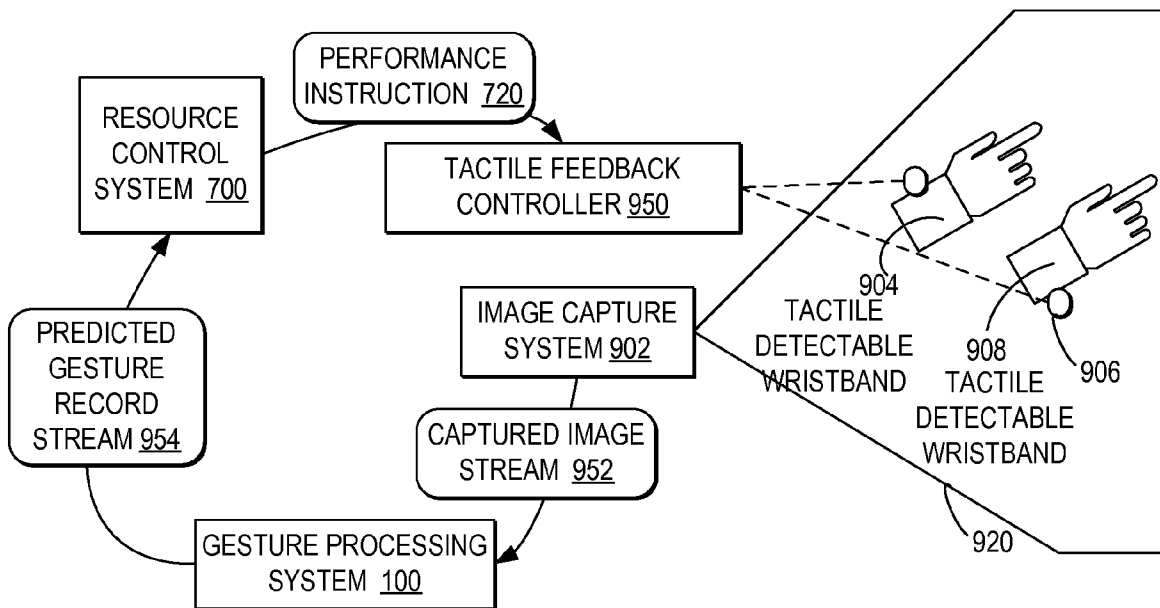 PERFORMANCE
INSTRUCTION 720
RESOURCE
CONTROL
SYSTEM 700
TACTILE FEEDBACK
CONTROLLER 950
904
TACTILE
DETECTABLE
WRISTBAND
908
TACTILE
DETECTABLE
WRISTBAND
906
IMAGE CAPTURE
SYSTEM 902
PREDICTED
GESTURE
RECORD
STREAM 954
CAPTURED IMAGE
STREAM 952
920
GESTURE PROCESSING
SYSTEM 100